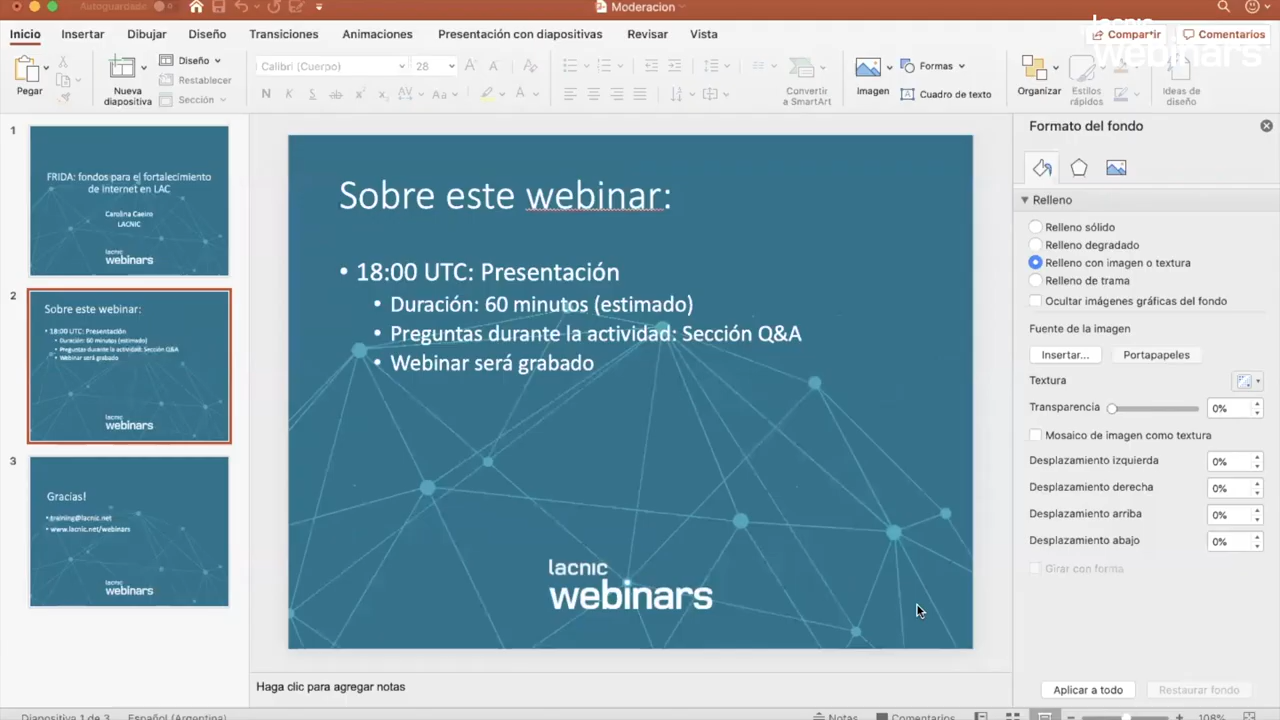 Autoguardado
Moderacion
Inicio
Insertar
Dibujar
Diseño
Transiciones
Animaciones
Presentación con diapositivas
Revisar
Vista
Compartir
Comentarios
lacnic
webinars
Pegar
Nueva
diapositiva
Diseño
Restablecer
Sección
Calibri (Cuerpo)
28
Convertir
a SmartArt
Imagen
Formas
Cuadro de texto
Organizar
Estilos
rápidos
Ideas de
diseño
1
FRIDA: fondos para el fortalecimiento
de internet en LAC
Carolina Caeiro
LACNIC
lacnic
webinars
2
Sobre este webinar:
• 18:00 UTC: Presentación
• Duración: 60 minutos (estimado)
• Preguntas durante la actividad: Sección Q&A
• Webinar será grabado
lacnic
webinars
3
Gracias!
• training@lacnic.net
• www.lacnic.net/webinars
lacnic
webinars
Sobre este webinar:
• 18:00 UTC: Presentación
• Duración: 60 minutos (estimado)
• Preguntas durante la actividad: Sección Q&A
• Webinar será grabado
lacnic
webinars
Haga clic para agregar notas
Formato del fondo
Relleno
Relleno sólido
Relleno degradado
Relleno con imagen o textura
Relleno de trama
Ocultar imágenes gráficas del fondo
Fuente de la imagen
Insertar...
Portapapeles
Textura
Transparencia
0%
Mosaico de imagen como textura
Desplazamiento izquierda
0%
Desplazamiento derecha
0%
Desplazamiento arriba
0%
Desplazamiento abajo
0%
Girar con forma
Aplicar a todo
Restaurar fondo
Diapositiva 1 de 3
Español (Argentina)
Notas
Comentarios
108%